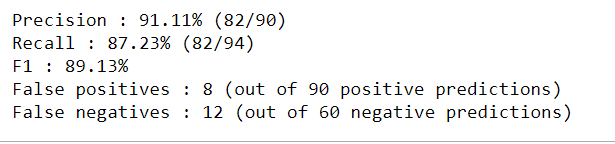 Precision : 91.11% (82/90)
Recall : 87.23% (82/94)
F1 : 89.13%
False positives : 8 (out of 90 positive predictions)
False negatives : 12 (out of 60 negative predictions)